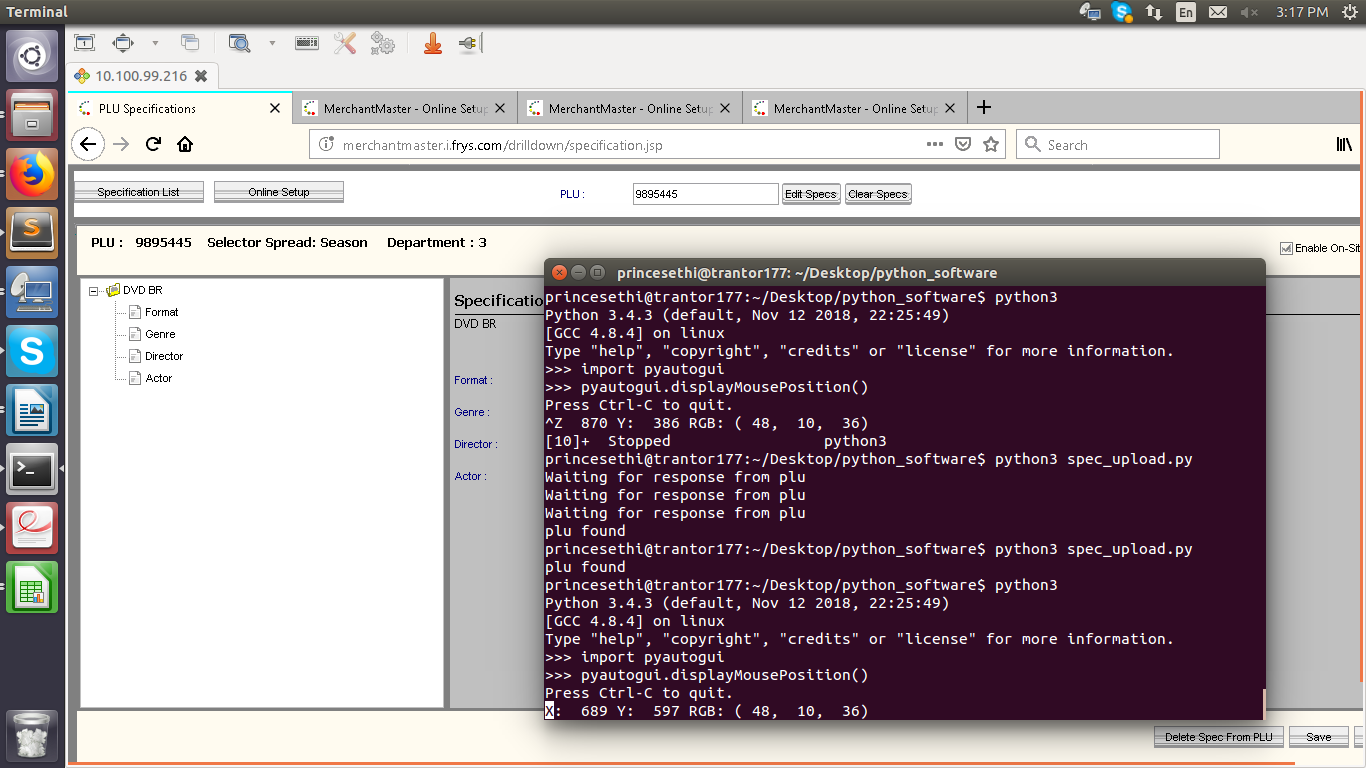 Terminal
En
3:17 PM
10.100.99.216
PLU Specifications
MerchantMaster - Online Setup
MerchantMaster - Online Setup
MerchantMaster - Online Setup
merchantmaster.i.frys.com/drilldown/specification.jsp
Search
Specification List
Online Setup
PLU :
9895445
Edit Specs
Clear Specs
PLU : 9895445 Selector Spread: Season Department : 3
Enable On-Sit
DVD BR
Format
Genre
Director
Actor
Specificatio
DVD BR
Format :
Genre :
Director :
Actor :
princesethi@trantor177: ~/Desktop/python_software
princesethi@trantor177:~/Desktop/python_software$ python3
Python 3.4.3 (default, Nov 12 2018, 22:25:49)
[GCC 4.8.4] on linux
Type "help", "copyright", "credits" or "license" for more information.
>>> import pyautogui
>>> pyautogui.displayMousePosition()
Press Ctrl-C to quit.
^Z  870 Y:  386 RGB: ( 48,  10,  36)
[10]+  Stopped                 python3
princesethi@trantor177:~/Desktop/python_software$ python3 spec_upload.py
Waiting for response from plu
Waiting for response from plu
Waiting for response from plu
plu found
princesethi@trantor177:~/Desktop/python_software$ python3 spec_upload.py
plu found
princesethi@trantor177:~/Desktop/python_software$ python3
Python 3.4.3 (default, Nov 12 2018, 22:25:49)
[GCC 4.8.4] on linux
Type "help", "copyright", "credits" or "license" for more information.
>>> import pyautogui
>>> pyautogui.displayMousePosition()
Press Ctrl-C to quit.
X:  689 Y:  597 RGB: ( 48,  10,  36)
Delete Spec From PLU
Save